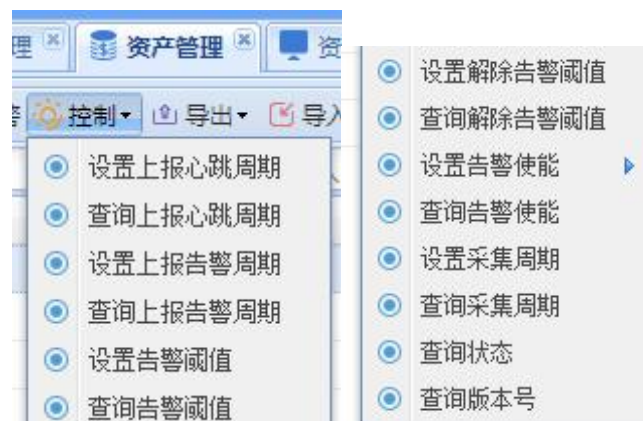 理 资产管理 资
控制 导出 导入
设置上报心跳周期
查询上报心跳周期
设置上报告警周期
查询上报告警周期
设置告警阈值
查询告警阈值
设置解除告警阈值
查询解除告警阈值
设置告警使能
查询告警使能
设置采集周期
查询采集周期
查询状态
查询版本号